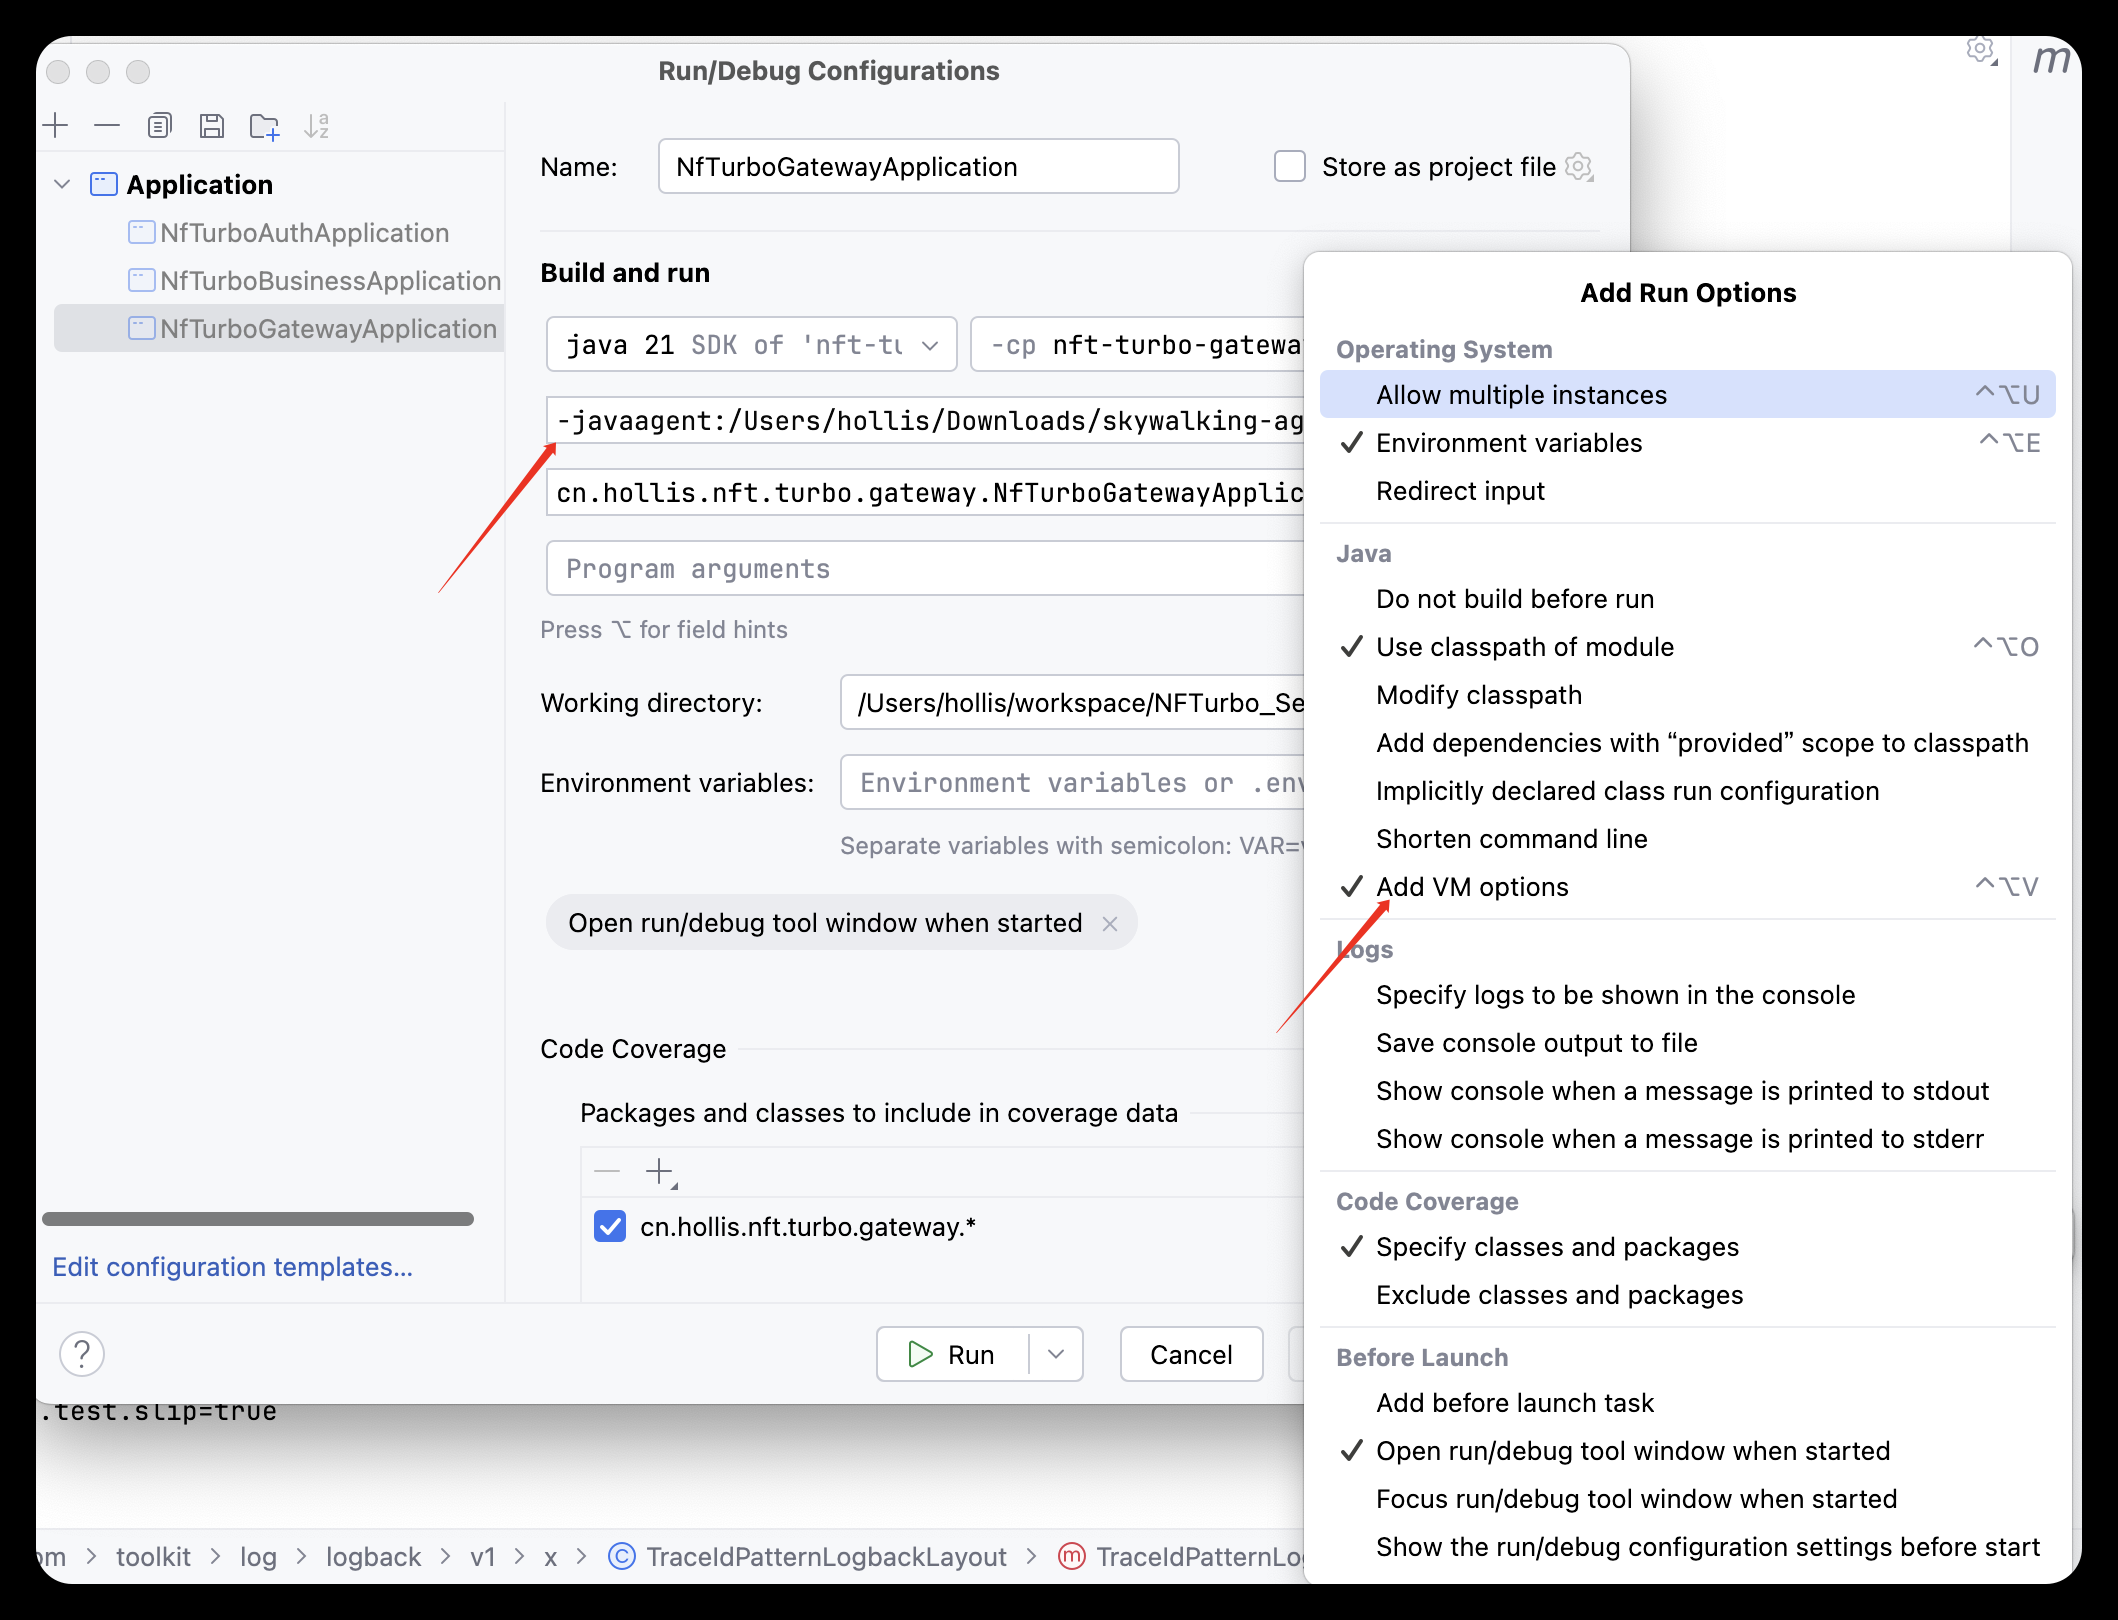 Run/Debug Configurations
m
a
z
Application
NfTurboAuthApplication
NfTurboBusinessApplication
NfTurboGatewayApplication
Edit configuration templates...
?
Name:
NfTurboGatewayApplication
Store as project file
Build and run
java 21 SDK of 'nft-tu
-cp nft-turbo-gateway
-javaagent:/Users/hollis/Downloads/skywalking-ag
cn.hollis.nft.turbo.gateway.NfTurboGatewayApplic
Program arguments
Press ⌥ for field hints
Working directory:
/Users/hollis/workspace/NFTurbo_Se
Environment variables:
Environment variables or .env
Separate variables with semicolon: VAR=v
Open run/debug tool window when started ×
Code Coverage
Packages and classes to include in coverage data
cn.hollis.nft.turbo.gateway.*
Run
Cancel
Add Run Options
Operating System
Allow multiple instances ⌃⌥U
✓ Environment variables ⌃⌥E
Redirect input
Java
Do not build before run
✓ Use classpath of module ⌃⌥O
Modify classpath
Add dependencies with “provided” scope to classpath
Implicitly declared class run configuration
Shorten command line
✓ Add VM options ⌃⌥V
Logs
Specify logs to be shown in the console
Save console output to file
Show console when a message is printed to stdout
Show console when a message is printed to stderr
Code Coverage
✓ Specify classes and packages
Exclude classes and packages
Before Launch
Add before launch task
✓ Open run/debug tool window when started
Focus run/debug tool window when started
Show the run/debug configuration settings before start
.test.slip=true
om > toolkit > log > logback > v1 > x > C TraceIdPatternLogbackLayout > m TraceIdPatternLog